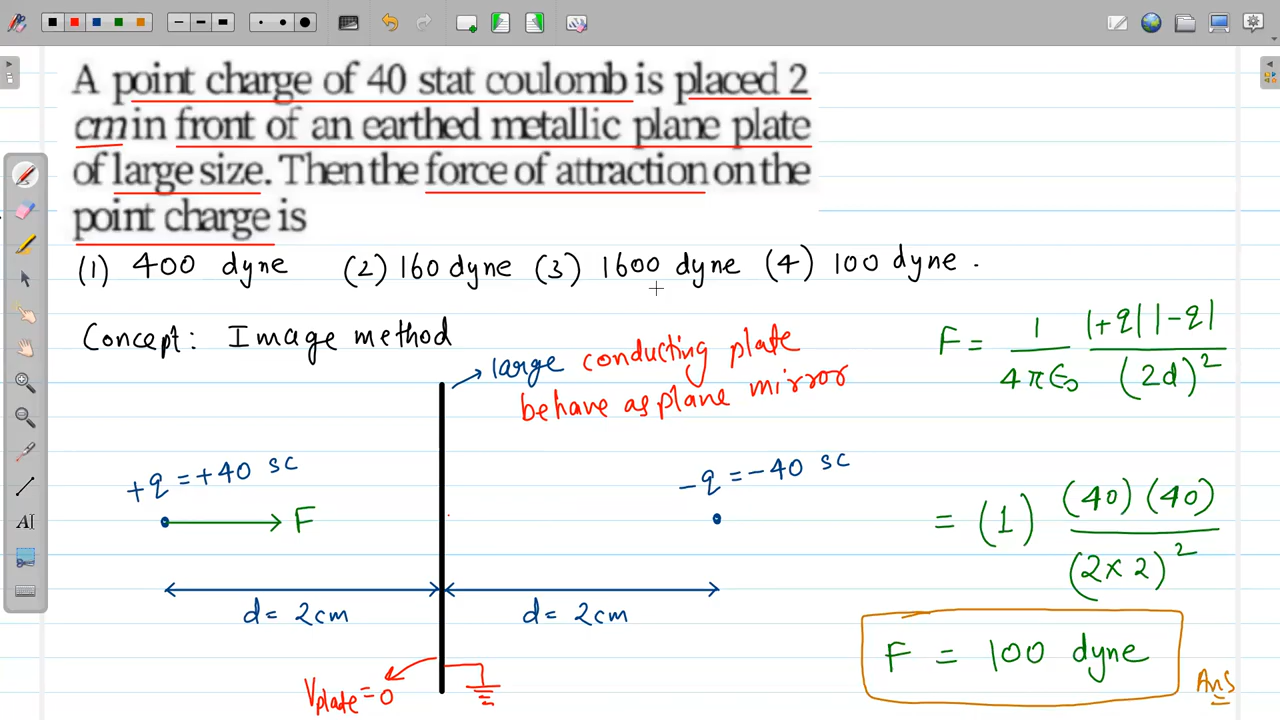 A point charge of 40 stat coulomb is placed 2
cm in front of an earthed metallic plane plate
of large size. Then the force of attraction on the
point charge is
(1) 400 dyne (2) 160 dyne (3) 1600 dyne (4) 100 dyne .
Concept: Image method
large conducting plate
behave as plane mirror
F = 1/4πϵ₀ |+q||-q|/(2d)²
+q = +40 sc
-q = -40 sc
F
= (1) (40)(40)/(2×2)²
d = 2cm
d = 2cm
F = 100 dyne
Ans
Vplate = 0
AI